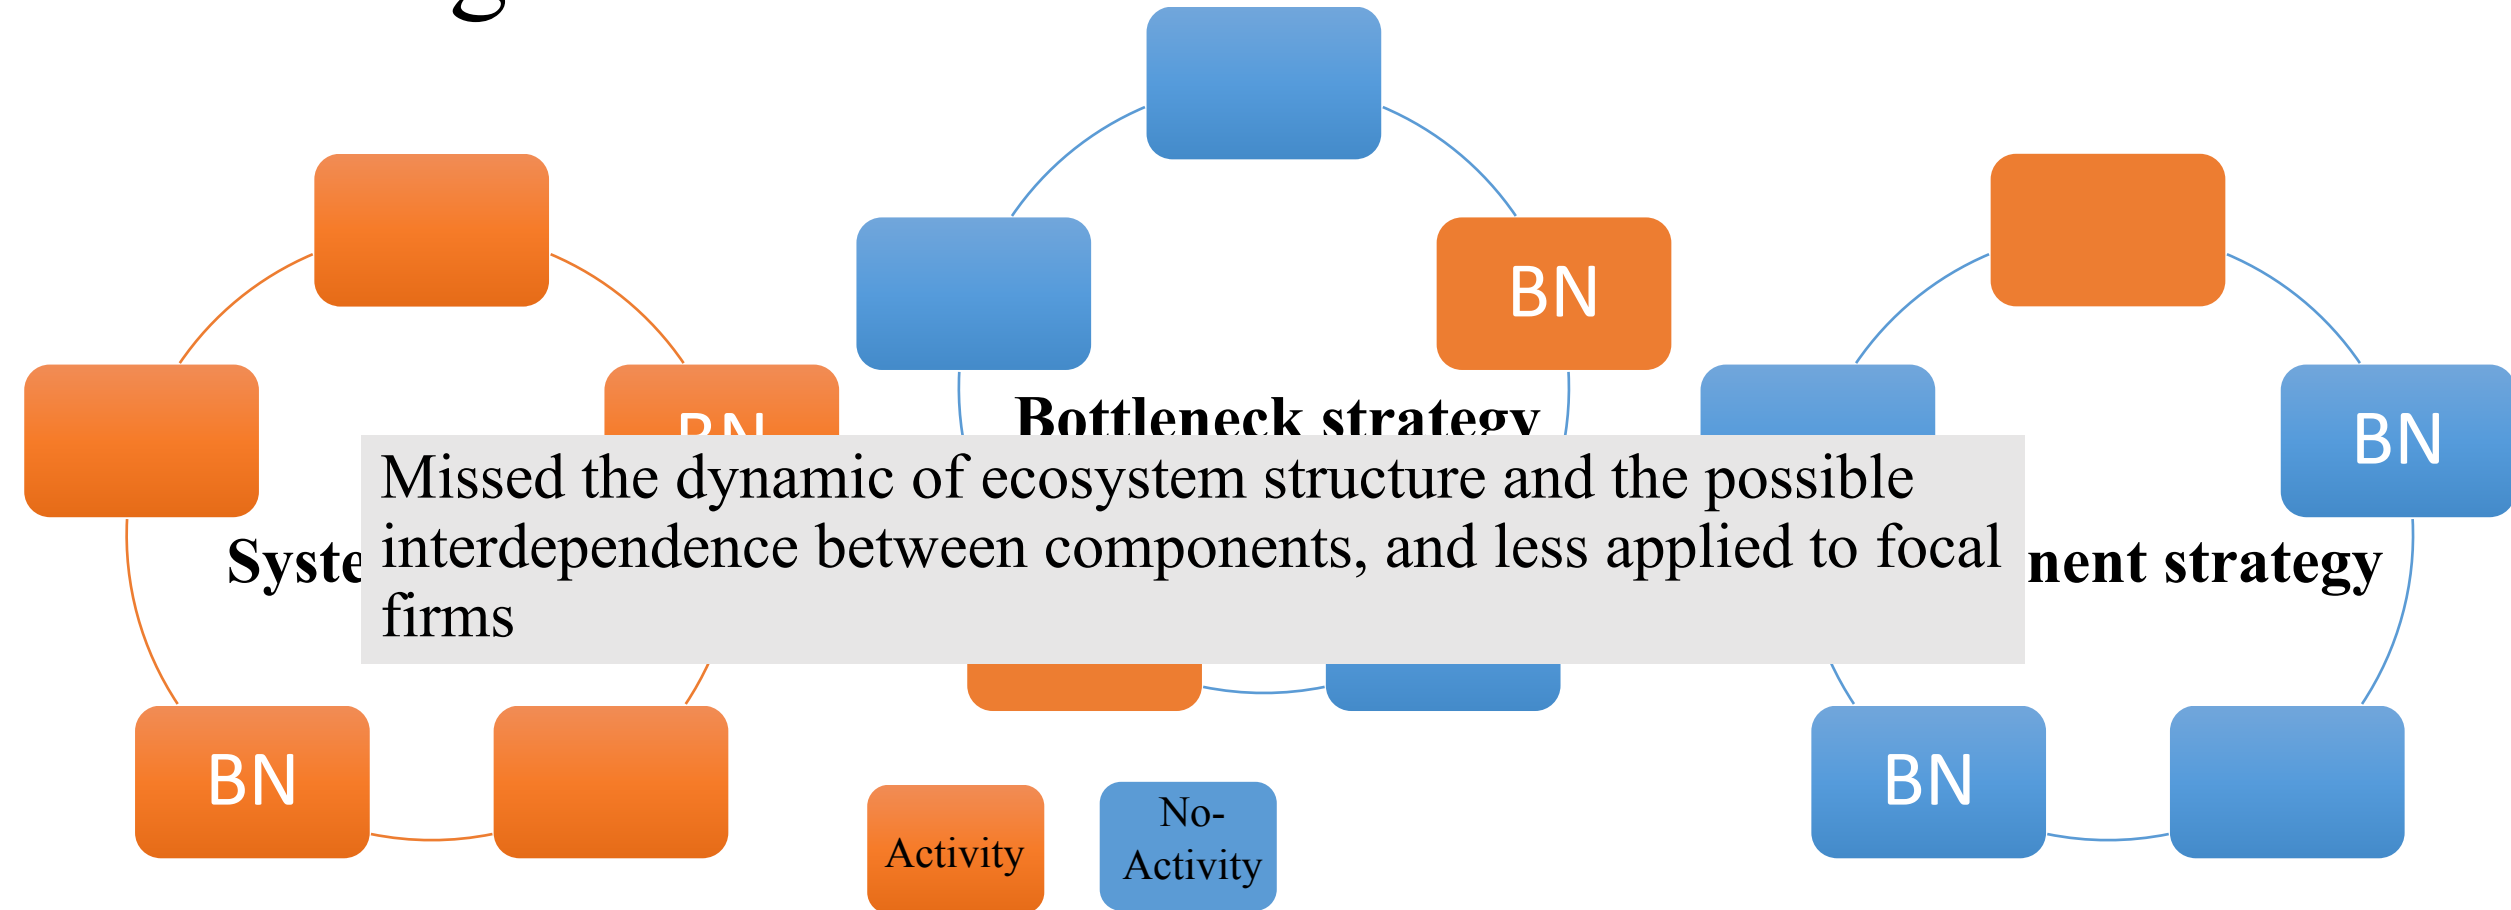 BN
BN
BN
Bottleneck strategy
Missed the dynamic of ecosystem structure and the possible
interdependence between components, and less applied to focal
firms
Syste
nent strategy
BN
BN
No-
Activity
Activity